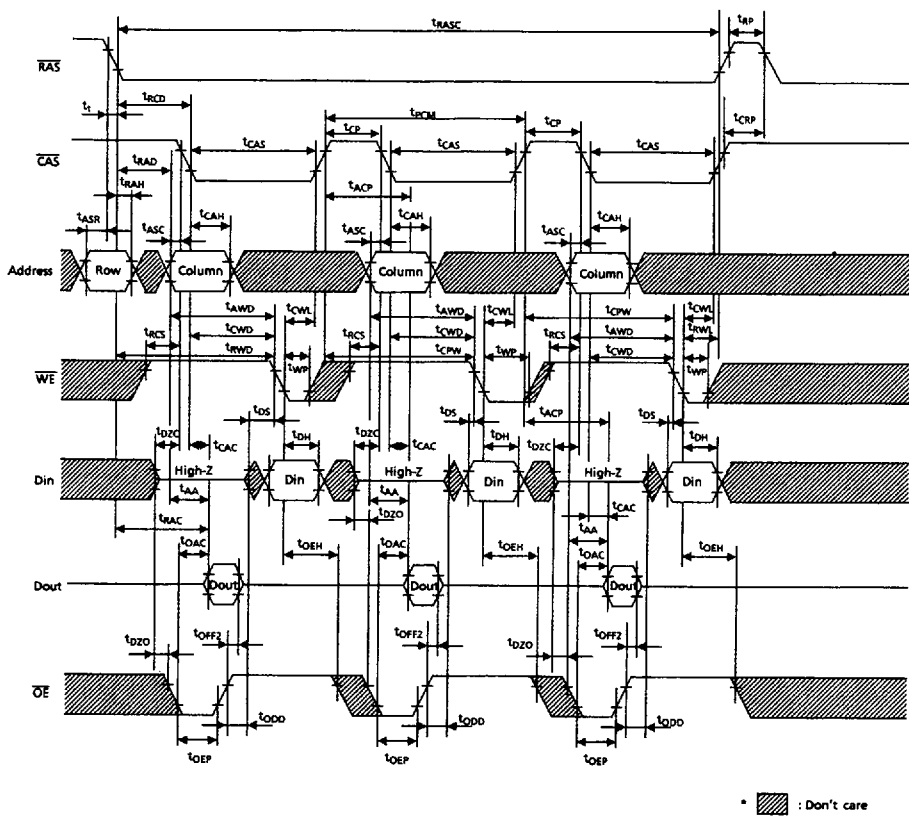 tRASC tRP
RAS
tT tRCD tPCM tCRP
tCP tCP
CAS tCAS tCAS tCAS
tRAD
tRAH tACP
tASR tASC tCAH tASC tCAH tASC tCAH
Address Row Column Column Column
tAWD tCWL tAWD tCWL tCPW tCWL
tRCS tCWD tRCS tCWD tRCS tAWD tRWL
tRWD tWP tCPW tWP tCWD tWP
WE
tDS tDS tACP tDS
tDZC tCAC tDH tDZC tCAC tDH tDZC tDH
Din High-Z Din High-Z Din High-Z Din
tAA tAA tCAC
tRAC tDZO tAA
tOAC tOEH tOAC tOEH tOAC tOEH
Dout Dout Dout Dout
tDZO tOFF2 tOFF2 tDZO tOFF2
OE
tODD tODD tODD
tOEP tOEP tOEP
* : Don't care